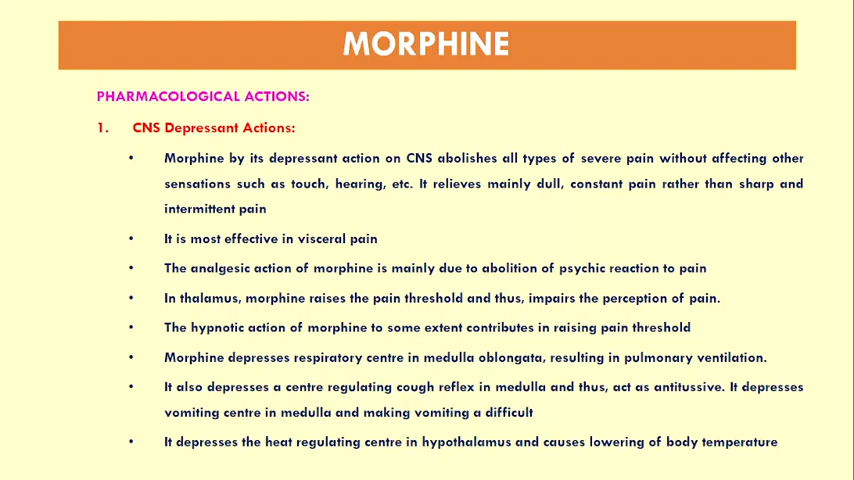 MORPHINE
PHARMACOLOGICAL ACTIONS:
1. CNS Depressant Actions:
• Morphine by its depressant action on CNS abolishes all types of severe pain without affecting other
sensations such as touch, hearing, etc. It relieves mainly dull, constant pain rather than sharp and
intermittent pain
• It is most effective in visceral pain
• The analgesic action of morphine is mainly due to abolition of psychic reaction to pain
• In thalamus, morphine raises the pain threshold and thus, impairs the perception of pain.
• The hypnotic action of morphine to some extent contributes in raising pain threshold
• Morphine depresses respiratory centre in medulla oblongata, resulting in pulmonary ventilation.
• It also depresses a centre regulating cough reflex in medulla and thus, act as antitussive. It depresses
vomiting centre in medulla and making vomiting a difficult
• It depresses the heat regulating centre in hypothalamus and causes lowering of body temperature